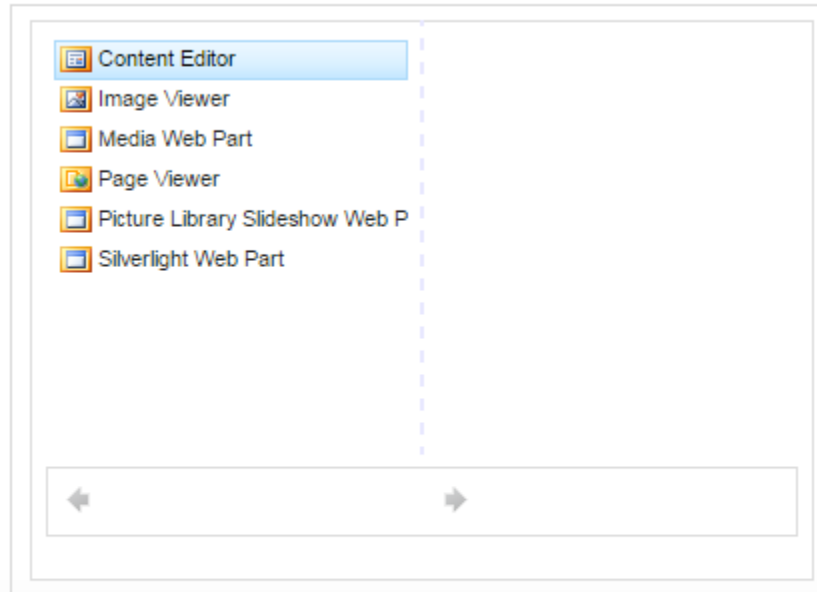 Content Editor
Image Viewer
Media Web Part
Page Viewer
Picture Library Slideshow Web P
Silverlight Web Part